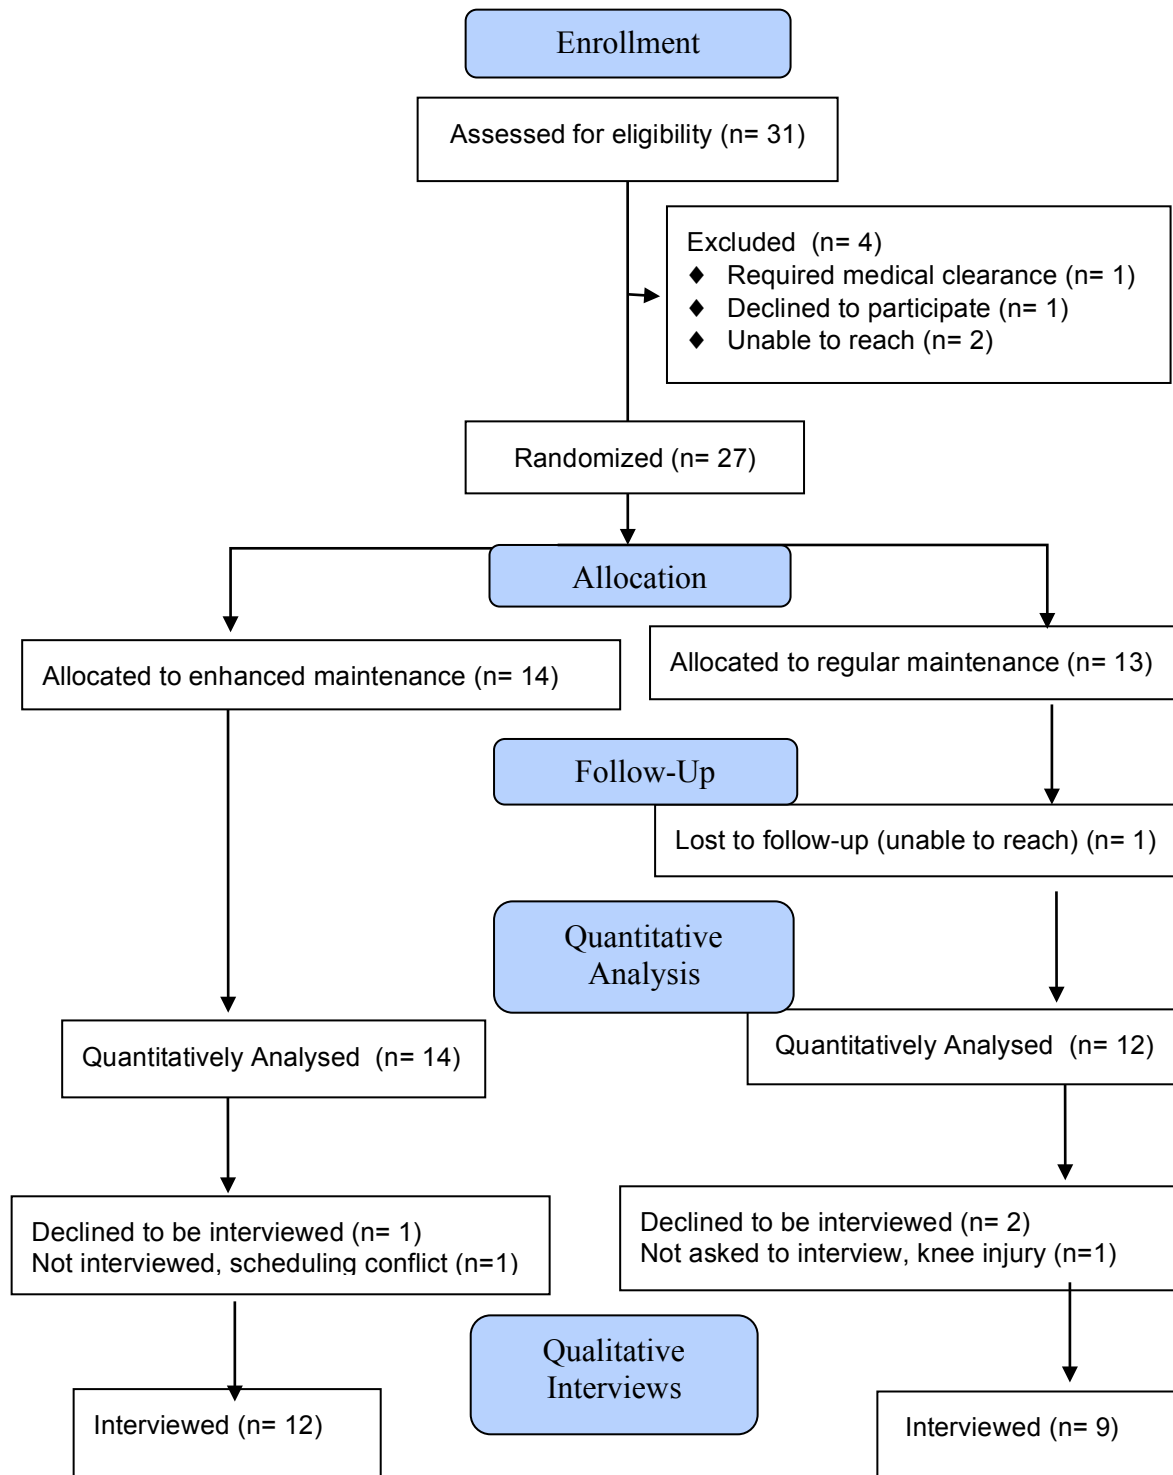 Enrollment
Assessed for eligibility (n= 31)
Excluded (n= 4)
♦ Required medical clearance (n= 1)
♦ Declined to participate (n= 1)
♦ Unable to reach (n= 2)
Randomized (n= 27)
Allocation
Allocated to enhanced maintenance (n= 14)
Allocated to regular maintenance (n= 13)
Follow-Up
Lost to follow-up (unable to reach) (n= 1)
Quantitative
Analysis
Quantitatively Analysed (n= 14)
Quantitatively Analysed (n= 12)
Declined to be interviewed (n= 1)
Not interviewed, scheduling conflict (n=1)
Declined to be interviewed (n= 2)
Not asked to interview, knee injury (n=1)
Qualitative
Interviews
Interviewed (n= 12)
Interviewed (n= 9)